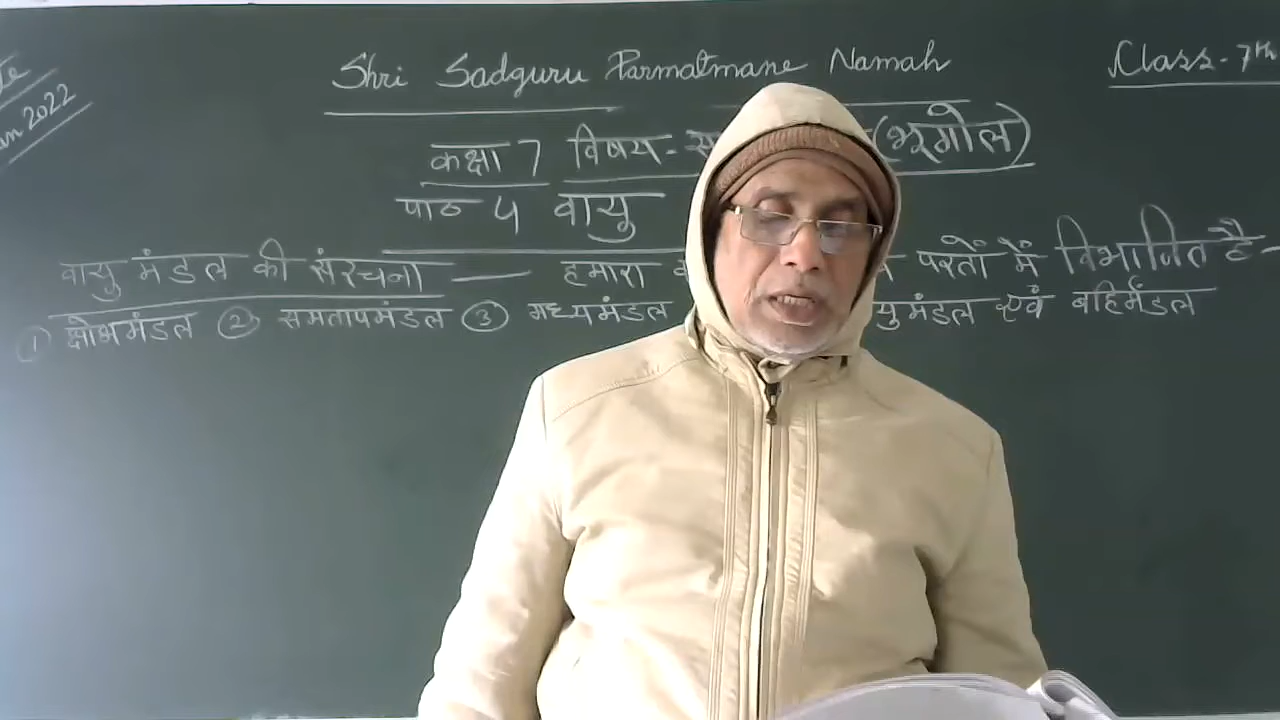 Shri Sadguru Parmatmane Namah
Class - 7th
2022
कक्षा 7 विषय - (भूगोल)
पाठ 4 वायु
वायु मंडल की संरचना — हमारा परतों में विभाजित है -
① क्षोभमंडल ② समतापमंडल ③ मध्यमंडल युमंडल एवं बहिर्मंडल